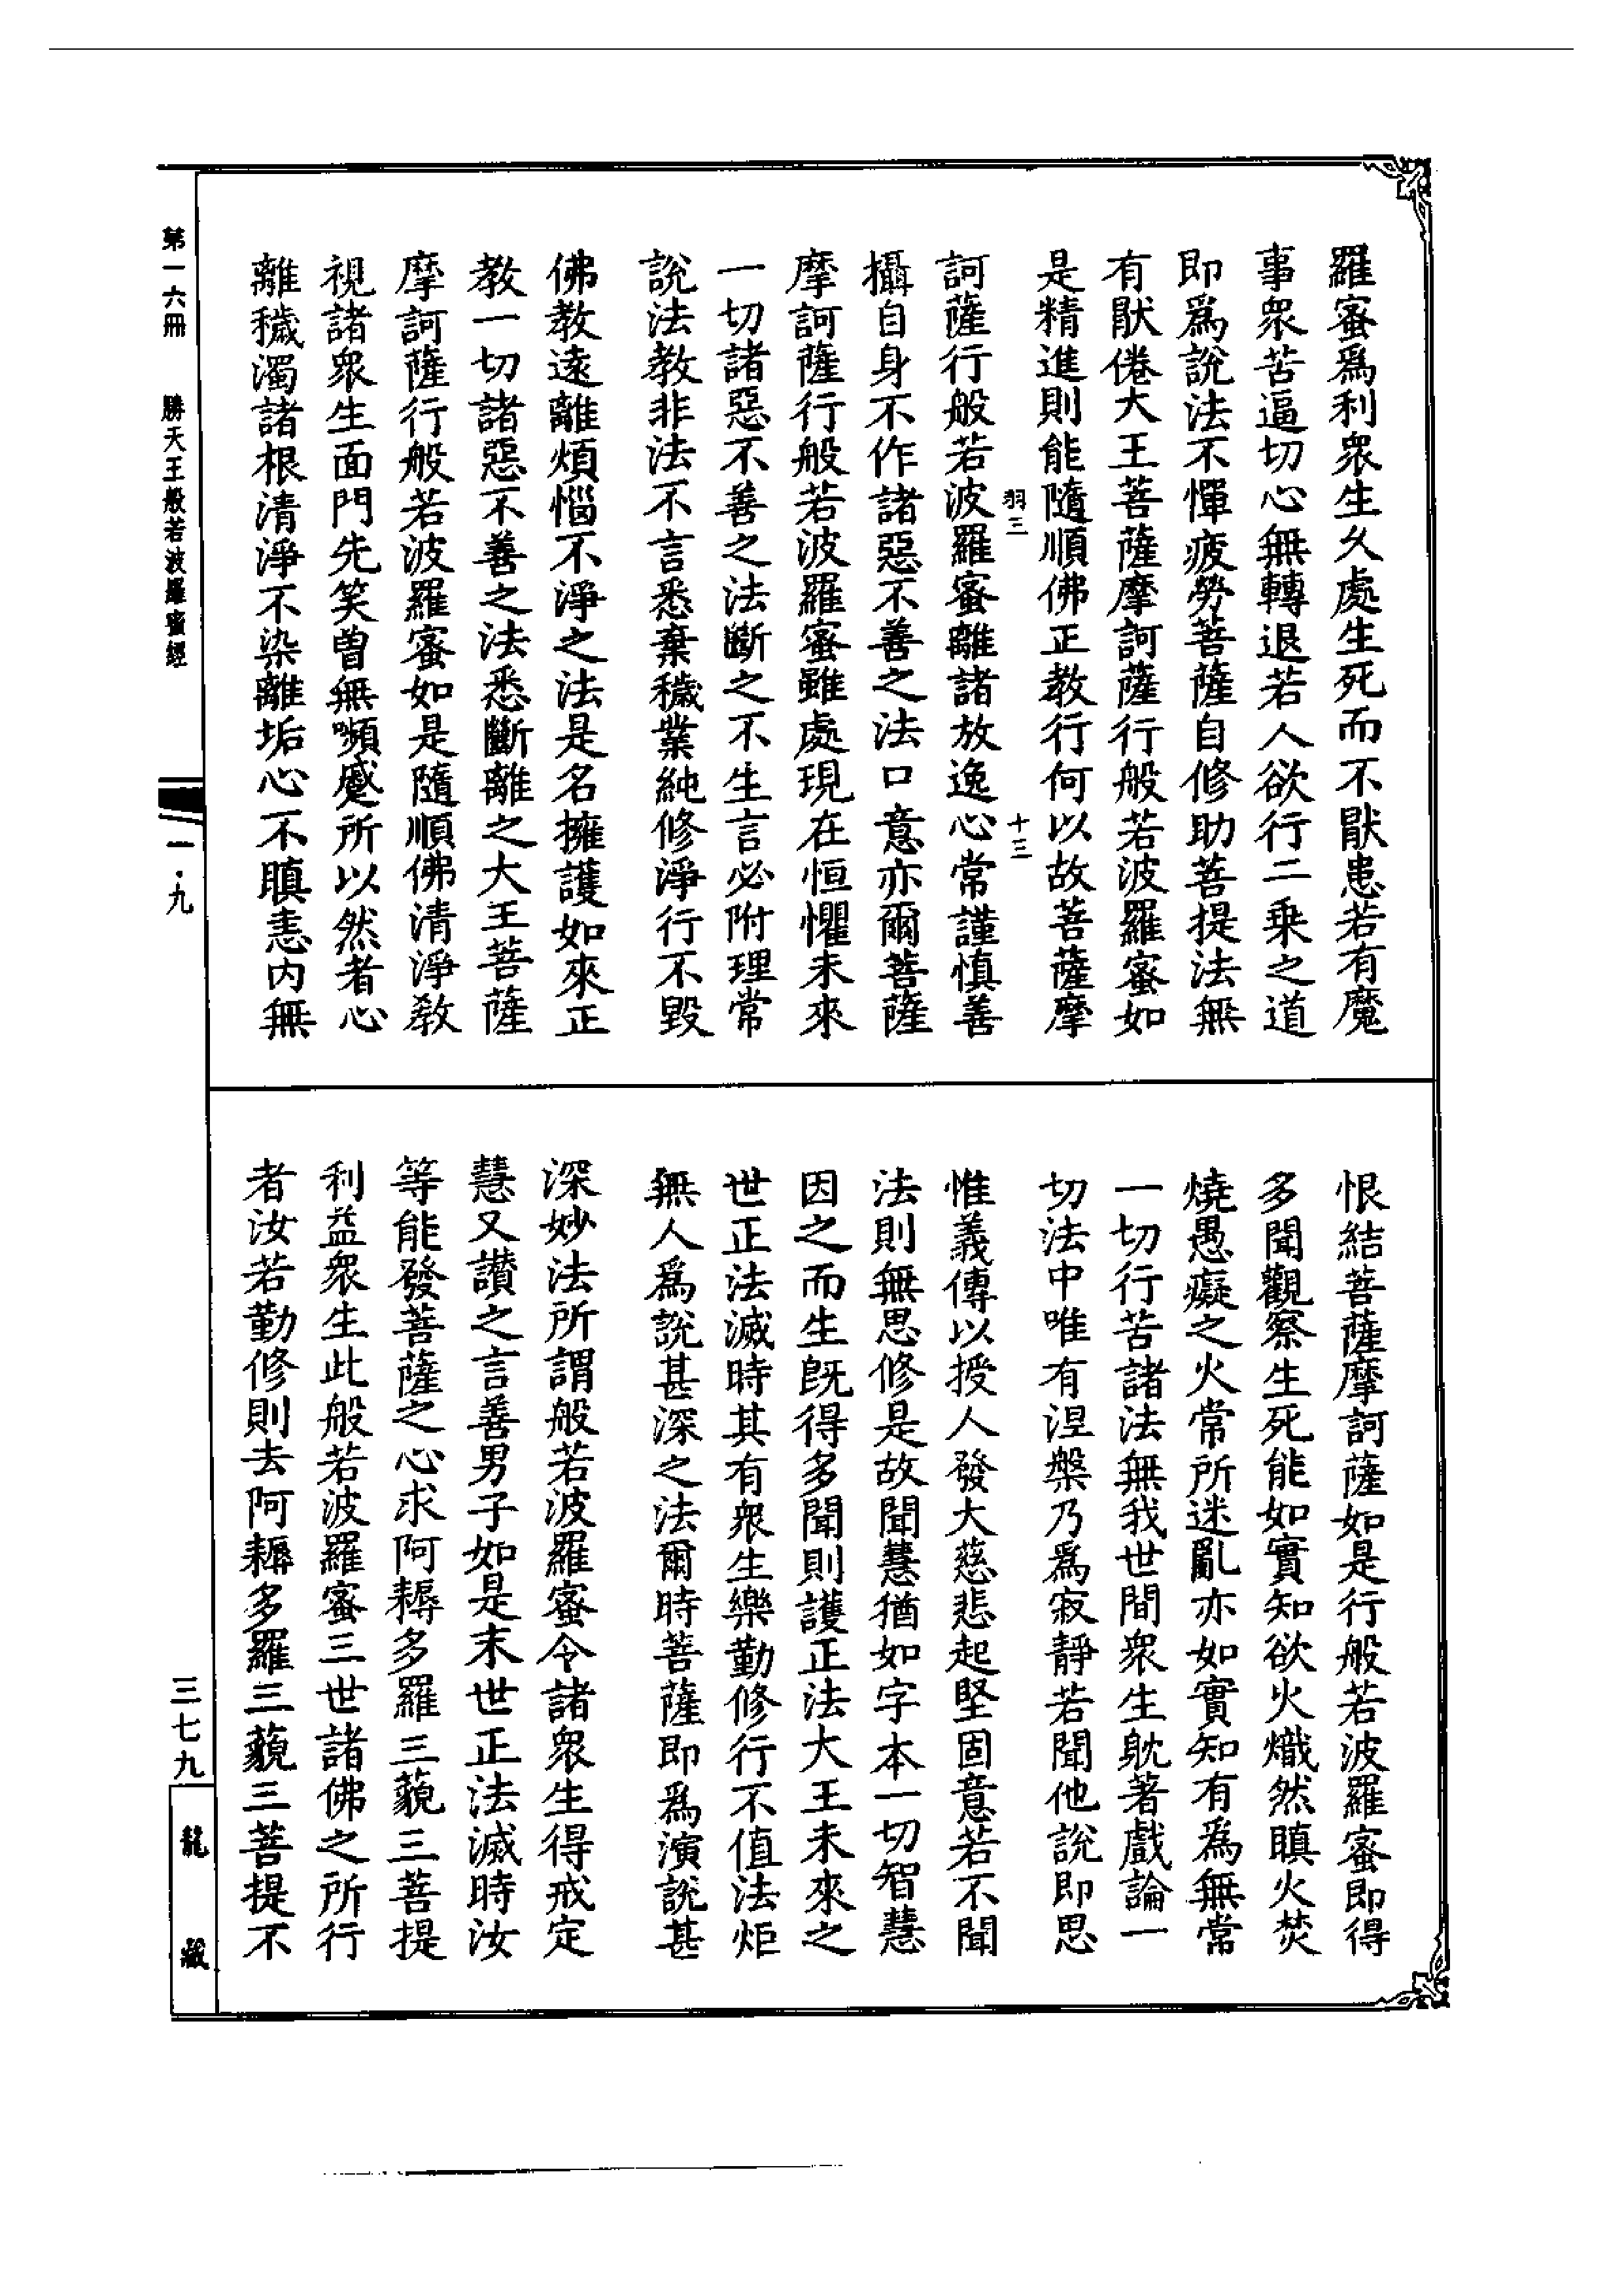 羅蜜爲利衆生久處生死而不厭患若有魔
事衆苦逼切心無轉退若人欲行二乘之道
即爲說法不憚疲勞菩薩自修助菩提法無
有猒倦大王菩薩摩訶薩行般若波羅蜜如
是精進則能隨順佛正教行何以故菩薩摩
羽三 十三
訶薩行般若波羅蜜離諸放逸心常謹慎善
攝自身不作諸惡不善之法口意亦爾菩薩
摩訶薩行般若波羅蜜雖處現在恒懼未來
一切諸惡不善之法斷之不生言必附理常
說法教非法不言悉棄穢業純修淨行不毀
佛教遠離煩惱不淨之法是名擁護如來正
教一切諸惡不善之法悉斷離之大王菩薩
摩訶薩行般若波羅蜜如是隨順佛清淨教
視諸衆生面門先笑曾無嚬蹙所以然者心
離穢濁諸根清淨不染離垢心不瞋恚内無
恨結菩薩摩訶薩如是行般若波羅蜜即得
多聞觀察生死能如實知欲火熾然瞋火焚
燒愚癡之火常所迷亂亦如實知有爲無常
一切行苦諸法無我世間衆生躭著戲論一
切法中唯有涅槃乃爲寂靜若聞他說即思
惟義傳以授人發大慈悲起堅固意若不聞
法則無思修是故聞慧猶如字本一切智慧
因之而生旣得多聞則護正法大王未來之
世正法滅時其有衆生樂勤修行不值法炬
無人爲說甚深之法爾時菩薩即爲演說甚
深妙法所謂般若波羅蜜令諸衆生得戒定
慧又讃之言善男子如是末世正法滅時汝
等能發菩薩之心求阿耨多羅三藐三菩提
利益衆生此般若波羅蜜三世諸佛之所行
者汝若勤修則去阿耨多羅三藐三菩提不
第一六冊 勝天王般若波羅蜜經
一·九
三七九
龍藏